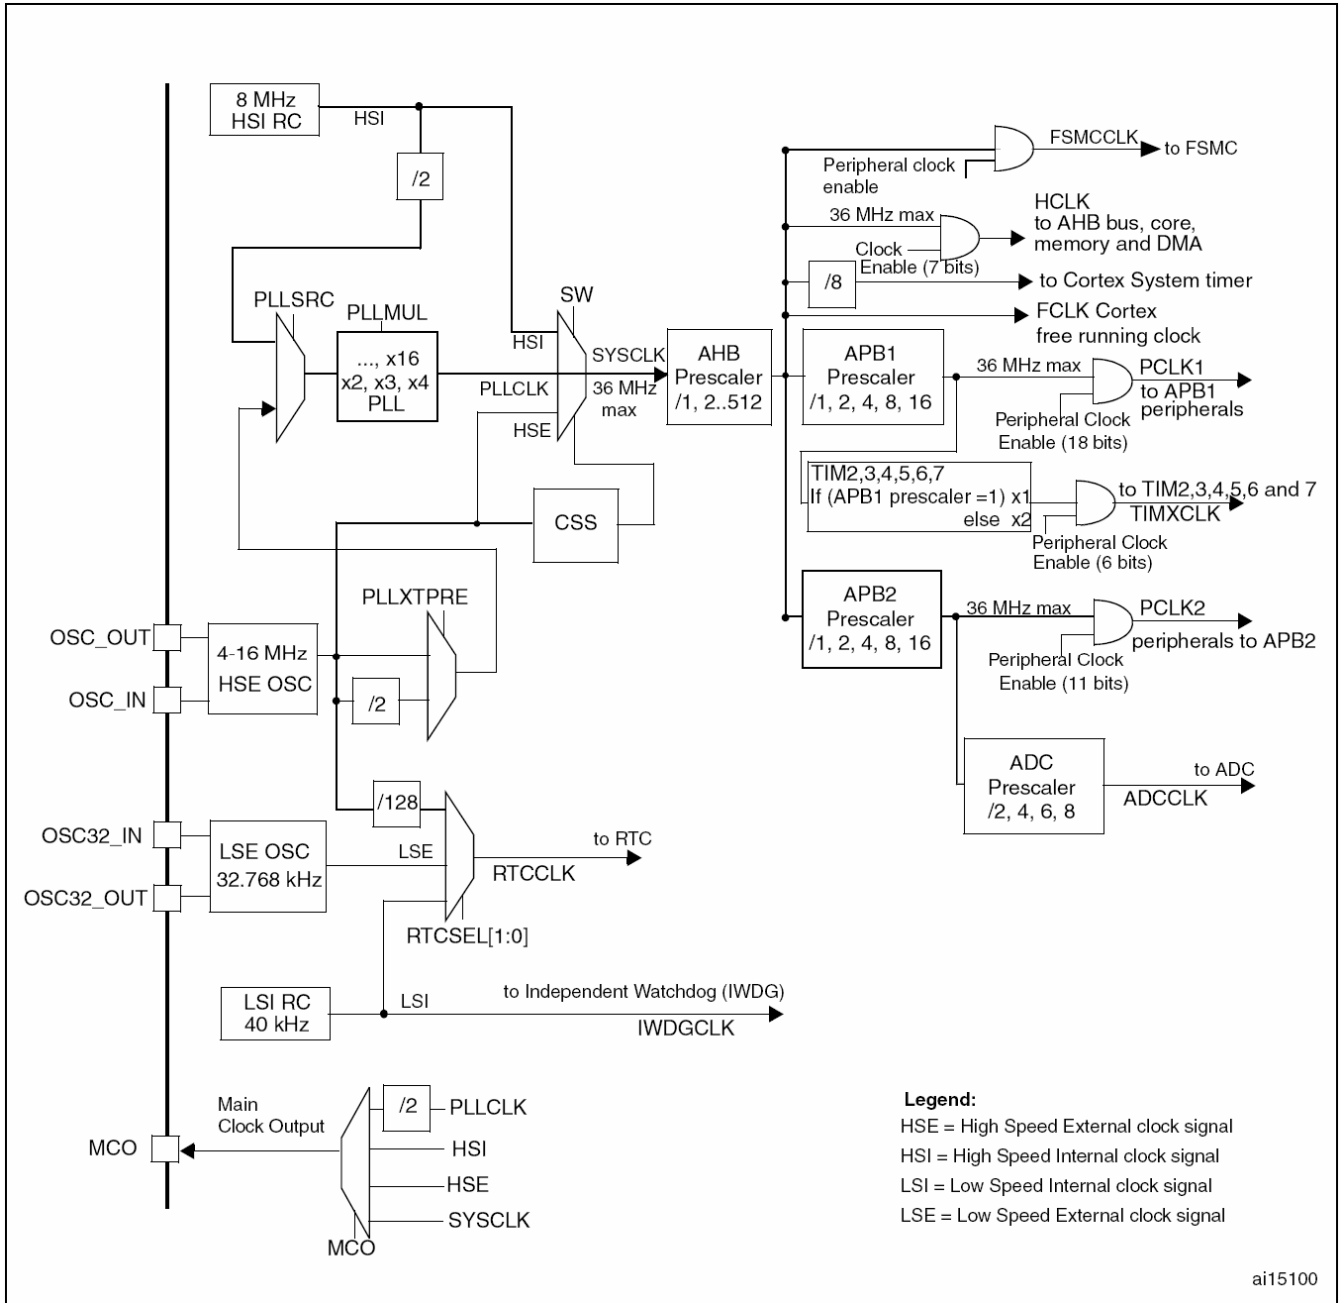 8 MHz
HSI RC
HSI
/2
PLLSRC
PLLMUL
..., x16
x2, x3, x4
PLL
SW
HSI
PLLCLK
HSE
SYSCLK
36 MHz
max
AHB
Prescaler
/1, 2..512
CSS
Peripheral clock
enable
FSMCCLK
to FSMC
36 MHz max
Clock
Enable (7 bits)
HCLK
to AHB bus, core,
memory and DMA
/8
to Cortex System timer
FCLK Cortex
free running clock
APB1
Prescaler
/1, 2, 4, 8, 16
36 MHz max
Peripheral Clock
Enable (18 bits)
PCLK1
to APB1
peripherals
TIM2,3,4,5,6,7
If (APB1 prescaler =1) x1
else x2
to TIM2,3,4,5,6 and 7
TIMXCLK
Peripheral Clock
Enable (6 bits)
APB2
Prescaler
/1, 2, 4, 8, 16
36 MHz max
Peripheral Clock
Enable (11 bits)
PCLK2
peripherals to APB2
ADC
Prescaler
/2, 4, 6, 8
to ADC
ADCCLK
OSC_OUT
OSC_IN
4-16 MHz
HSE OSC
PLLXTPRE
/2
/128
OSC32_IN
OSC32_OUT
LSE OSC
32.768 kHz
LSE
to RTC
RTCCLK
RTCSEL[1:0]
LSI RC
40 kHz
LSI
to Independent Watchdog (IWDG)
IWDGCLK
Main
Clock Output
MCO
/2
PLLCLK
HSI
HSE
SYSCLK
MCO
Legend:
HSE = High Speed External clock signal
HSI = High Speed Internal clock signal
LSI = Low Speed Internal clock signal
LSE = Low Speed External clock signal
ai15100